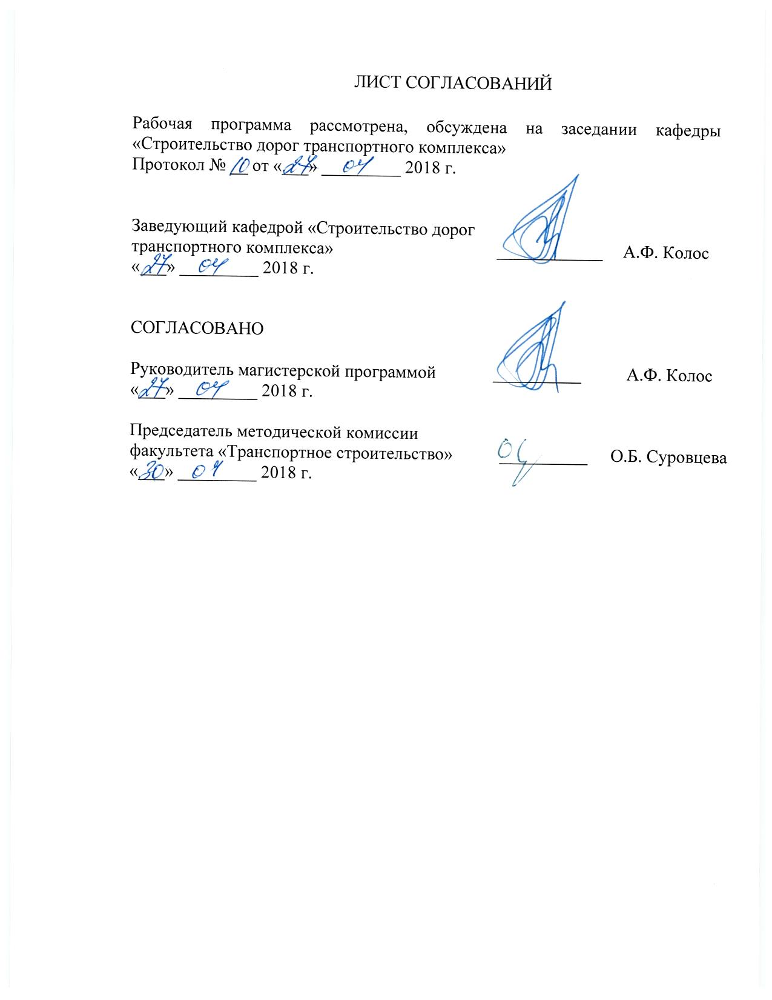 ЛИСТ СОГЛАСОВАНИЙ
Рабочая программа рассмотрена, обсуждена на заседании кафедры
«Строительство дорог транспортного комплекса»
Протокол № 10 от «27» 04 2018 г.
Заведующий кафедрой «Строительство дорог
транспортного комплекса» А.Ф. Колос
«27» 04 2018 г.
СОГЛАСОВАНО
Руководитель магистерской программой А.Ф. Колос
«27» 04 2018 г.
Председатель методической комиссии
факультета «Транспортное строительство» О.Б. Суровцева
«30» 04 2018 г.